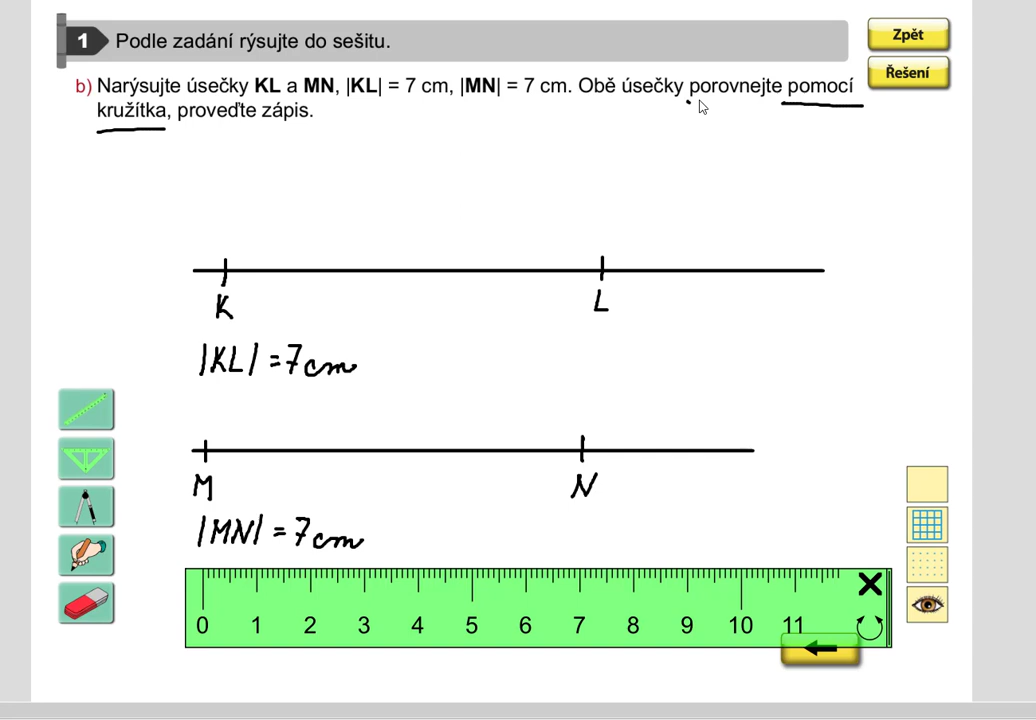 1 Podle zadání rýsujte do sešitu.
Zpět
Řešení
b) Narýsujte úsečky KL a MN, |KL| = 7 cm, |MN| = 7 cm. Obě úsečky porovnejte pomocí
kružítka, proveďte zápis.
K L
|KL| = 7cm
M N
|MN| = 7cm
0 1 2 3 4 5 6 7 8 9 10 11